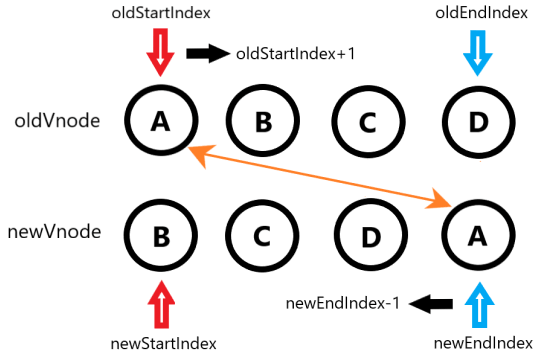 oldStartIndex oldEndIndex
oldStartIndex+1
oldVnode A B C D
newVnode B C D A
newEndIndex-1
newStartIndex newEndIndex